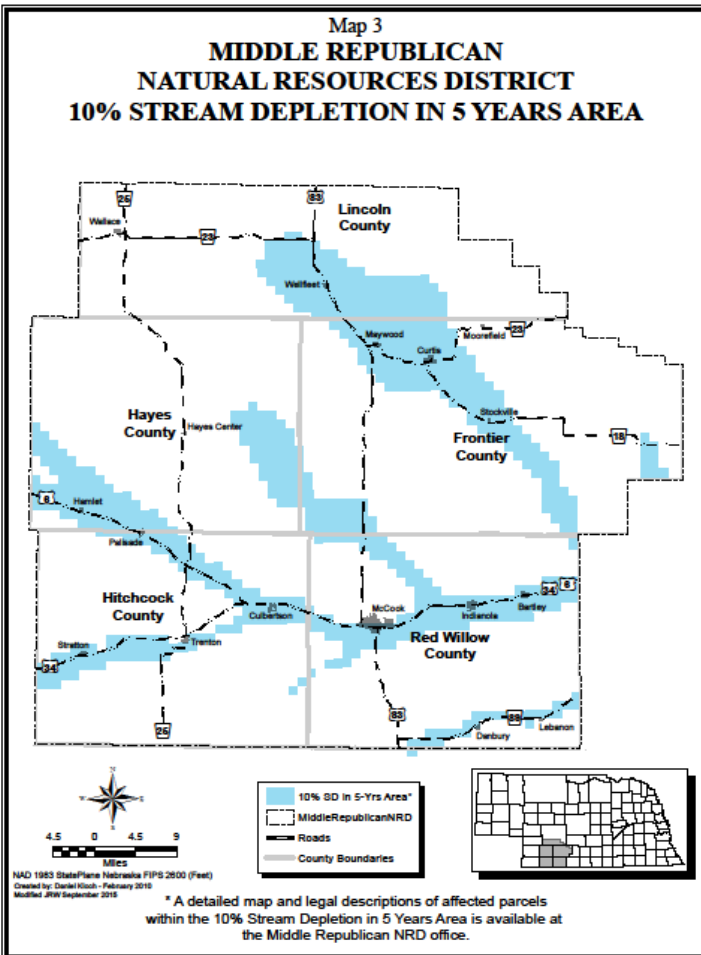 Map 3
MIDDLE REPUBLICAN
NATURAL RESOURCES DISTRICT
10% STREAM DEPLETION IN 5 YEARS AREA
25
83
Lincoln
County
Wallace
23
Wellfleet
Maywood
Curtis
Moorefield
23
Hayes
County
Hayes Center
Stockville
Frontier
County
18
6
Hamlet
Palisade
Hitchcock
County
Culbertson
McCook
Indianola
Bartley
34
6
Red Willow
County
Stratton
Trenton
34
25
83
Danbury
89
Lebanon
N
W
E
S
4.5 0 4.5 9
Miles
NAD 1983 StatePlane Nebraska FIPS 2600 (Feet)
Created by: Daniel Kloch - February 2010
Modified JRW September 2015
10% SD in 5-Yrs Area*
MiddleRepublicanNRD
Roads
County Boundaries
* A detailed map and legal descriptions of affected parcels
within the 10% Stream Depletion in 5 Years Area is available at
the Middle Republican NRD office.